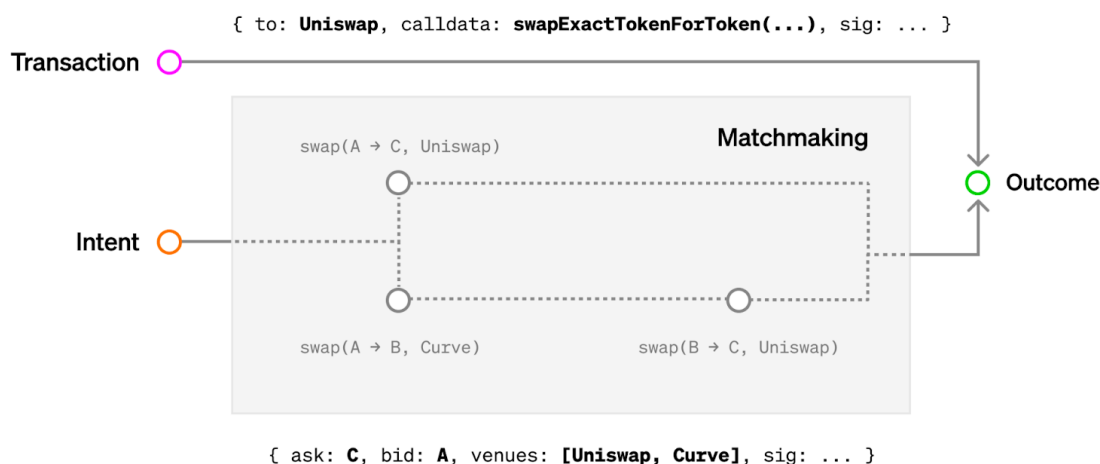 { to: Uniswap, calldata: swapExactTokenForToken(...), sig: ... }
Transaction
Matchmaking
swap(A → C, Uniswap)
Outcome
Intent
swap(A → B, Curve)
swap(B → C, Uniswap)
{ ask: C, bid: A, venues: [Uniswap, Curve], sig: ... }